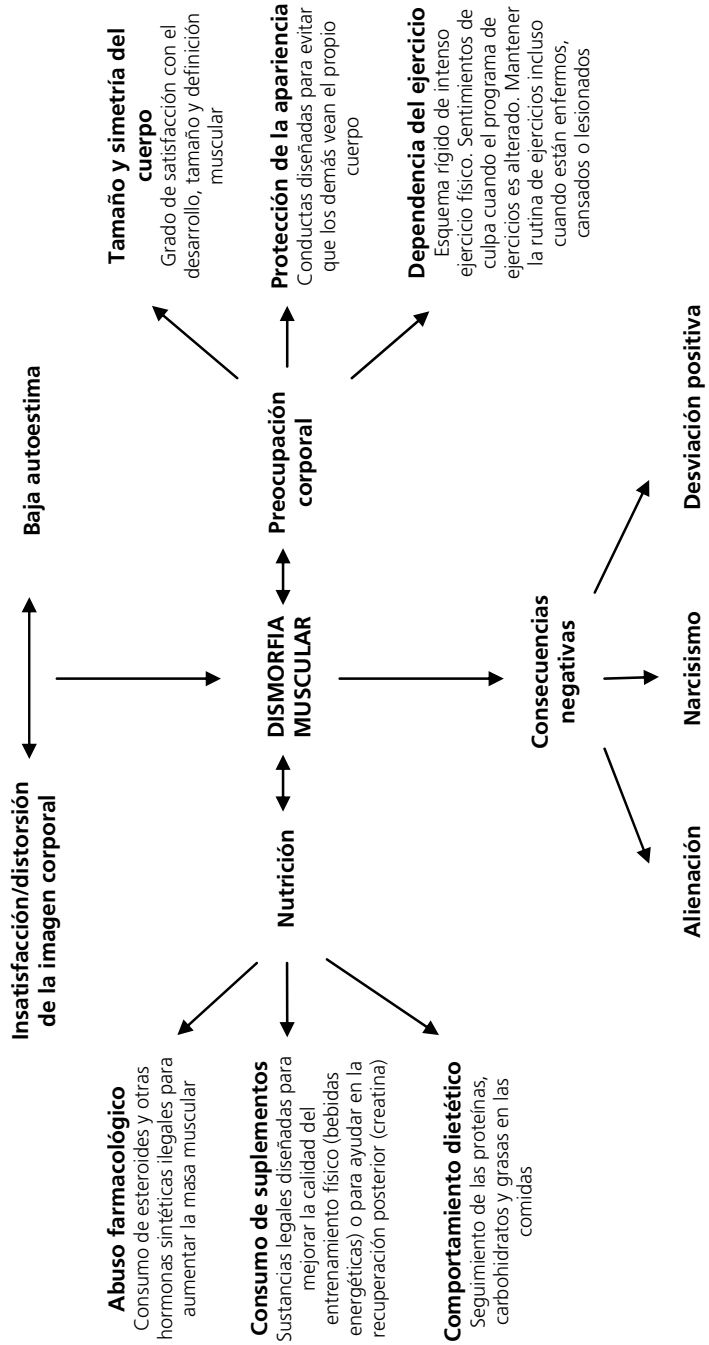 Insatisfacción/distorsión
de la imagen corporal
Baja autoestima
Abuso farmacológico
Consumo de esteroides y otras
hormonas sintéticas ilegales para
aumentar la masa muscular
Consumo de suplementos
Sustancias legales diseñadas para
mejorar la calidad del
entrenamiento físico (bebidas
energéticas) o para ayudar en la
recuperación posterior (creatina)
Comportamiento dietético
Seguimiento de las proteínas,
carbohidratos y grasas en las
comidas
Nutrición
DISMORFIA
MUSCULAR
Preocupación
corporal
Tamaño y simetría del
cuerpo
Grado de satisfacción con el
desarrollo, tamaño y definición
muscular
Protección de la apariencia
Conductas diseñadas para evitar
que los demás vean el propio
cuerpo
Dependencia del ejercicio
Esquema rígido de intenso
ejercicio físico. Sentimientos de
culpa cuando el programa de
ejercicios es alterado. Mantener
la rutina de ejercicios incluso
cuando están enfermos,
cansados o lesionados
Consecuencias
negativas
Alienación
Narcisismo
Desviación positiva